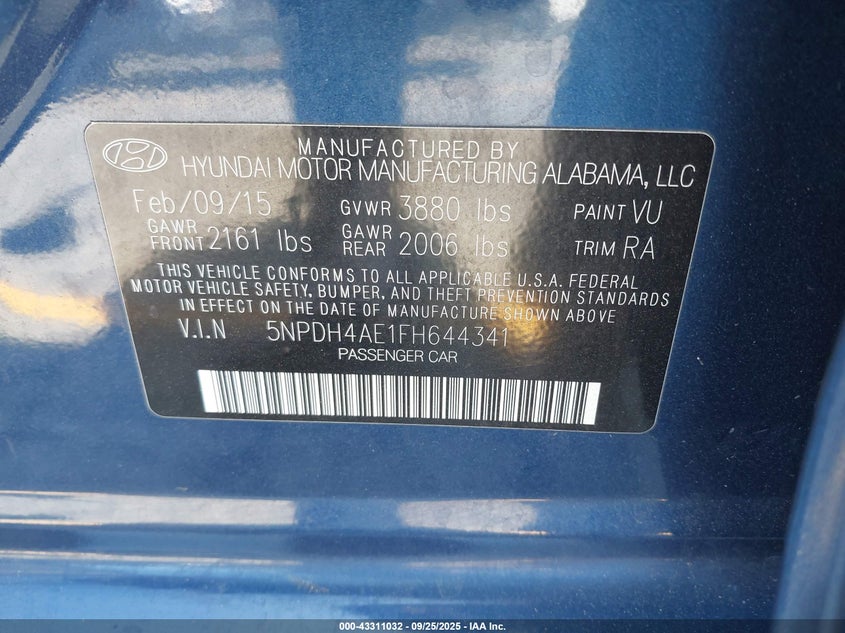 MANUFACTURED BY
HYUNDAI MOTOR MANUFACTURING ALABAMA, LLC
Feb/09/15 GVWR 3880 lbs PAINT VU
GAWR FRONT 2161 lbs GAWR REAR 2006 lbs TRIM RA
THIS VEHICLE CONFORMS TO ALL APPLICABLE U.S.A. FEDERAL
MOTOR VEHICLE SAFETY, BUMPER, AND THEFT PREVENTION STANDARDS
IN EFFECT ON THE DATE OF MANUFACTURE SHOWN ABOVE
V.I.N 5NPDH4AE1FH644341
PASSENGER CAR
000-43311032 - 09/25/2025 - IAA Inc.